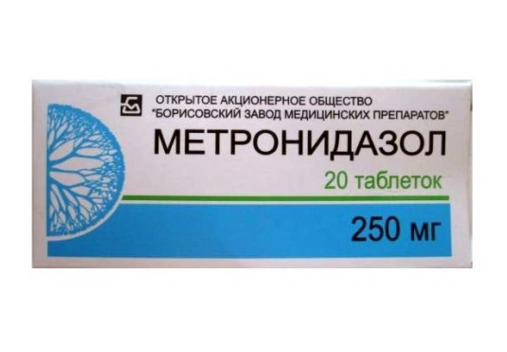 ОТКРЫТОЕ АКЦИОНЕРНОЕ ОБЩЕСТВО
"БОРИСОВСКИЙ ЗАВОД МЕДИЦИНСКИХ ПРЕПАРАТОВ"
МЕТРОНИДАЗОЛ
20 таблеток
250 мг